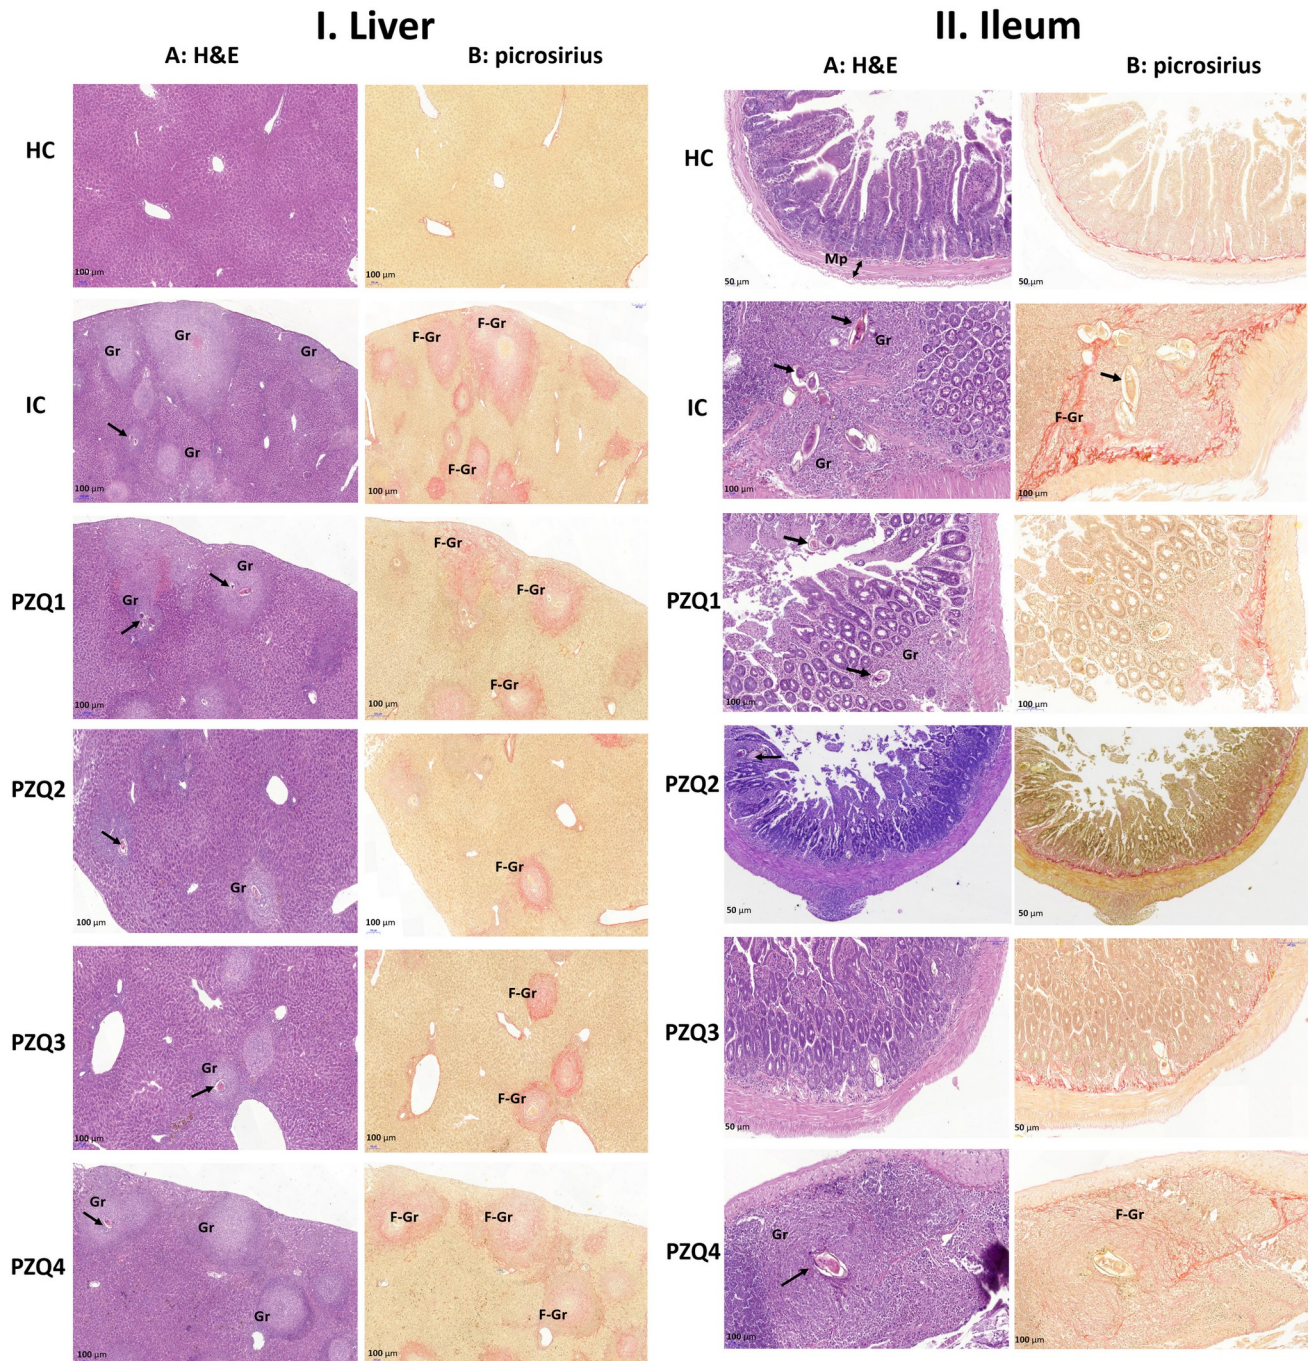 I. Liver
II. Ileum
A: H&E
B: picrosirius
A: H&E
B: picrosirius
HC
100 µm
100 µm
HC
Mp
50 µm
50 µm
IC
Gr
Gr
Gr
Gr
100 µm
F-Gr
F-Gr
F-Gr
100 µm
IC
Gr
Gr
100 µm
F-Gr
100 µm
PZQ1
Gr
Gr
100 µm
F-Gr
F-Gr
F-Gr
100 µm
PZQ1
Gr
100 µm
100 µm
PZQ2
Gr
100 µm
F-Gr
100 µm
PZQ2
50 µm
50 µm
PZQ3
Gr
100 µm
F-Gr
F-Gr
100 µm
PZQ3
50 µm
50 µm
PZQ4
Gr
Gr
Gr
100 µm
F-Gr
F-Gr
F-Gr
100 µm
PZQ4
Gr
100 µm
F-Gr
100 µm